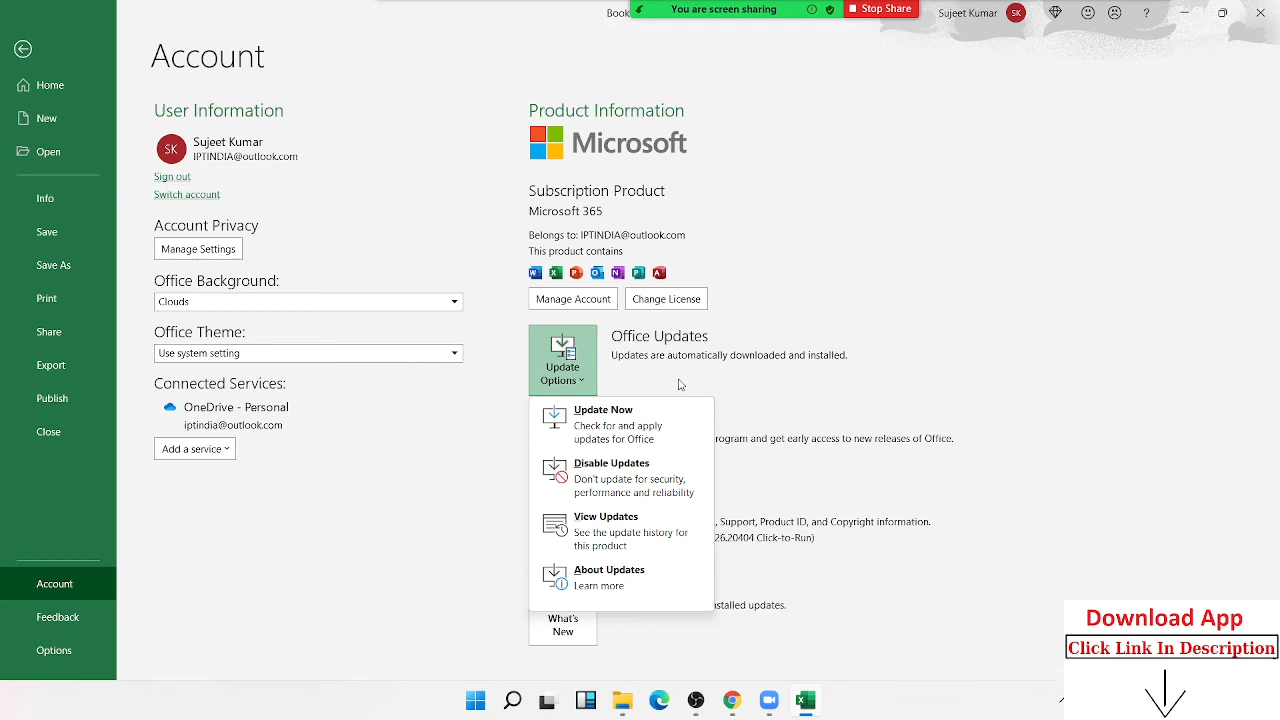 Book
You are screen sharing
Stop Share
Sujeet Kumar
SK
?
Account
Home
New
Open
Info
Save
Save As
Print
Share
Export
Publish
Close
Account
Feedback
Options
User Information
SK
Sujeet Kumar
IPTINDIA@outlook.com
Sign out
Switch account
Account Privacy
Manage Settings
Office Background:
Clouds
Office Theme:
Use system setting
Connected Services:
OneDrive - Personal
iptindia@outlook.com
Add a service
Product Information
Microsoft
Subscription Product
Microsoft 365
Belongs to: IPTINDIA@outlook.com
This product contains
Manage Account
Change License
Update
Options
Office Updates
Updates are automatically downloaded and installed.
Update Now
Check for and apply
updates for Office
rogram and get early access to new releases of Office.
Disable Updates
Don't update for security,
performance and reliability
View Updates
See the update history for
this product
, Support, Product ID, and Copyright information.
26.20404 Click-to-Run)
About Updates
Learn more
nstalled updates.
What's
New
Download App
Click Link In Description